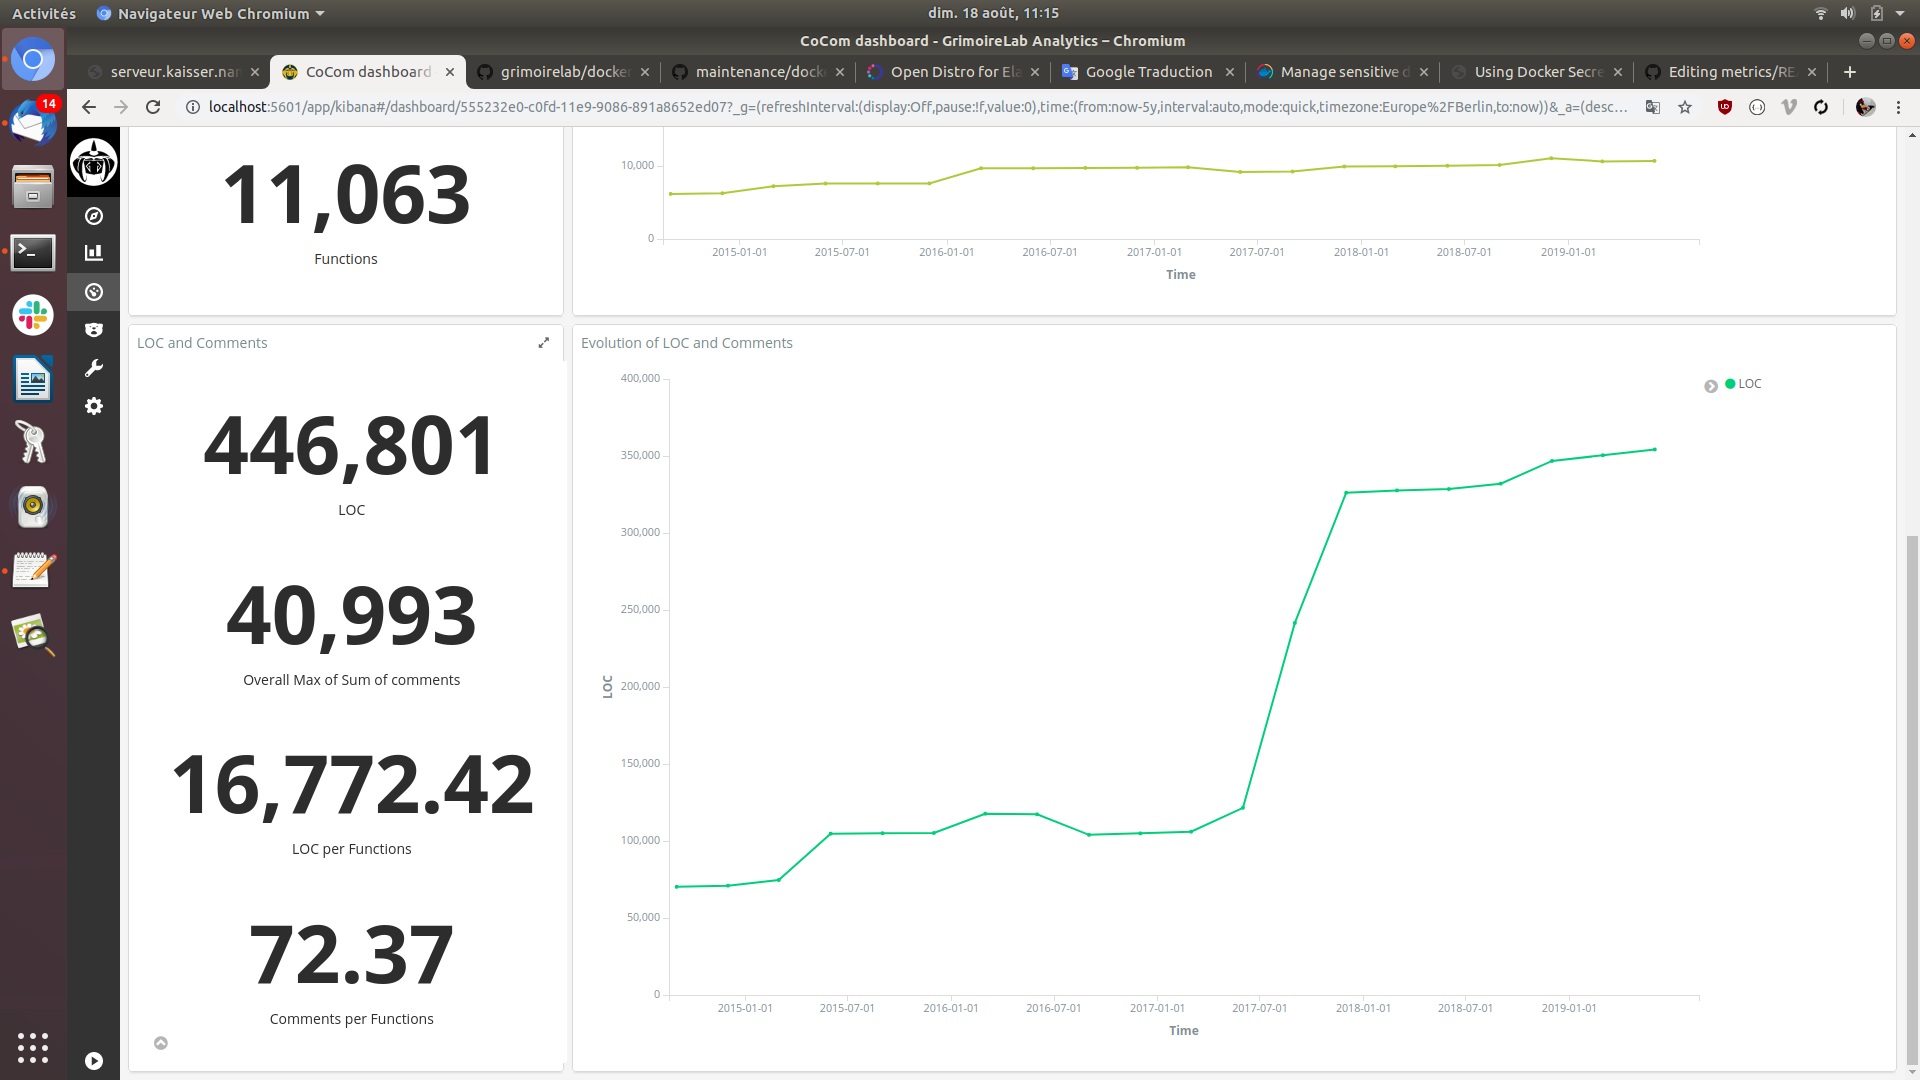 Activités
Navigateur Web Chromium
dim. 18 août, 11:15
CoCom dashboard - GrimoireLab Analytics – Chromium
serveur.kaisser.nan
CoCom dashboard
grimoirelab/docker
maintenance/dock
Open Distro for Ela
Google Traduction
Manage sensitive d
Using Docker Secre
Editing metrics/REA
localhost:5601/app/kibana#/dashboard/555232e0-c0fd-11e9-9086-891a8652ed07?_g=(refreshInterval:(display:Off,pause:!f,value:0),time:(from:now-5y,interval:auto,mode:quick,timezone:Europe%2FBerlin,to:now))&_a=(desc...
14
11,063
Functions
10,000
0
2015-01-01
2015-07-01
2016-01-01
2016-07-01
2017-01-01
2017-07-01
2018-01-01
2018-07-01
2019-01-01
Time
LOC and Comments
446,801
LOC
40,993
Overall Max of Sum of comments
16,772.42
LOC per Functions
72.37
Comments per Functions
Evolution of LOC and Comments
LOC
400,000
350,000
300,000
250,000
200,000
150,000
100,000
50,000
0
LOC
2015-01-01
2015-07-01
2016-01-01
2016-07-01
2017-01-01
2017-07-01
2018-01-01
2018-07-01
2019-01-01
Time